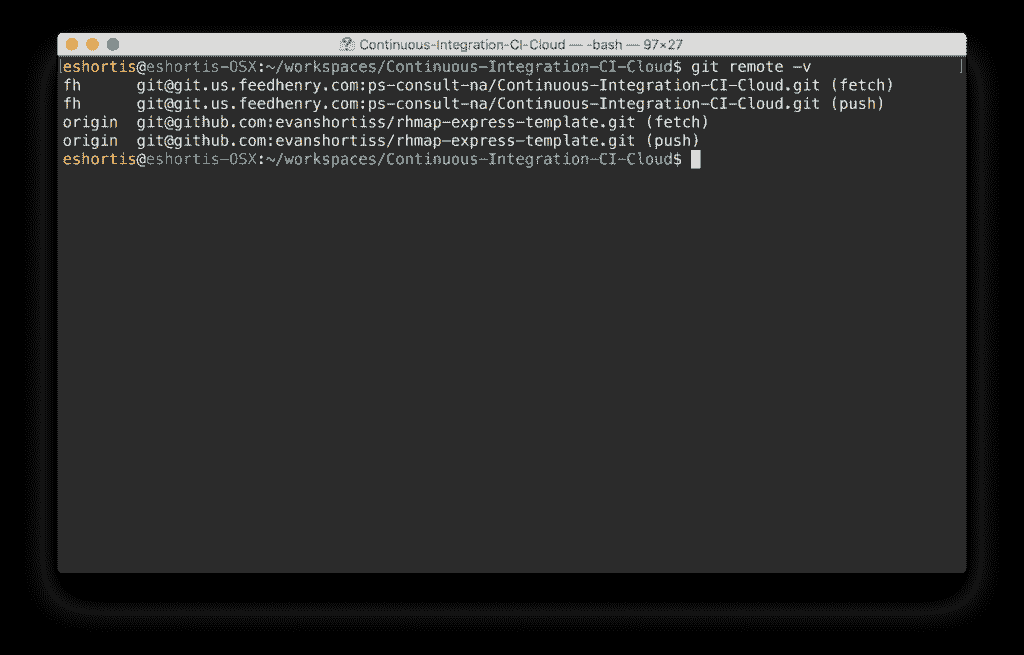 Continuous-Integration-CI-Cloud — -bash — 97×27
eshortis@eshortis-OSX:~/workspaces/Continuous-Integration-CI-Cloud$ git remote -v
fh      git@git.us.feedhenry.com:ps-consult-na/Continuous-Integration-CI-Cloud.git (fetch)
fh      git@git.us.feedhenry.com:ps-consult-na/Continuous-Integration-CI-Cloud.git (push)
origin  git@github.com:evanshortiss/rhmap-express-template.git (fetch)
origin  git@github.com:evanshortiss/rhmap-express-template.git (push)
eshortis@eshortis-OSX:~/workspaces/Continuous-Integration-CI-Cloud$